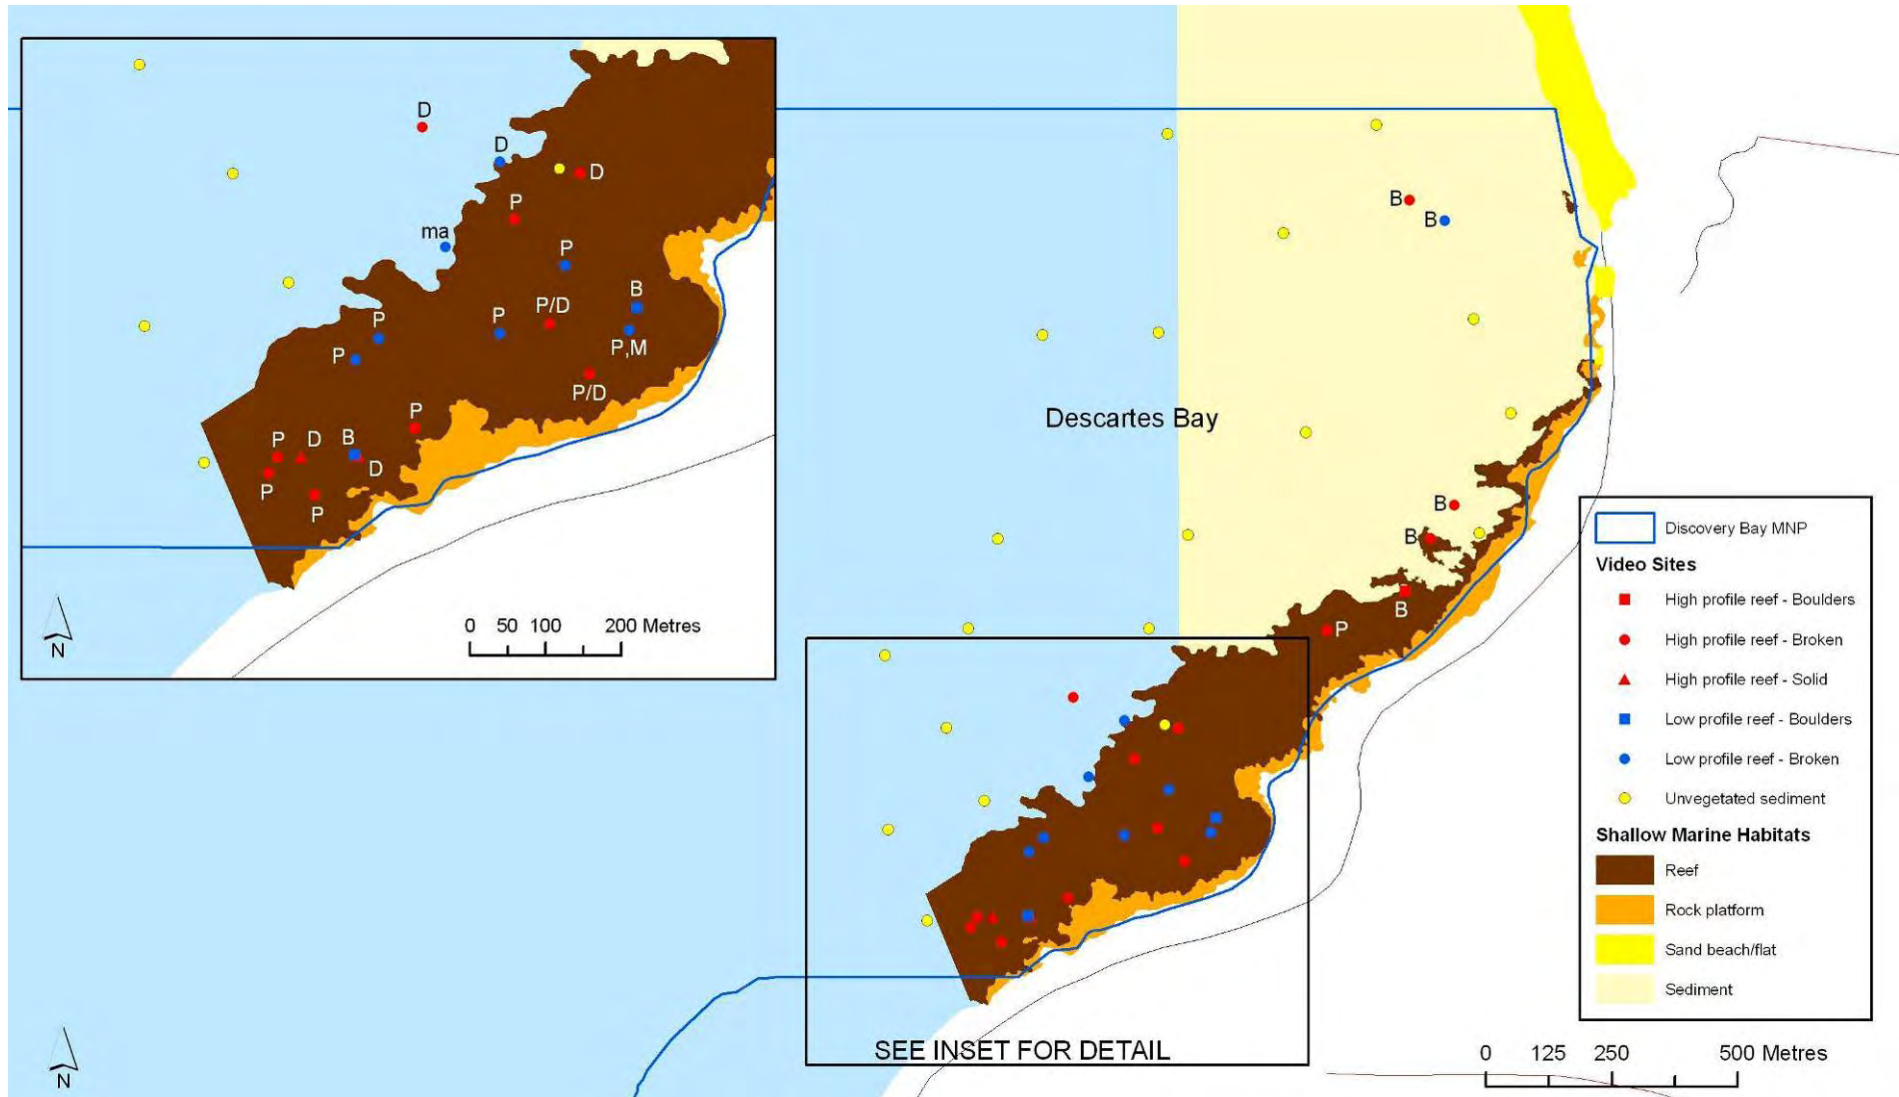 D
D
D
P
ma
P
B
P/D
P
P
P
P,M
P/D
P
P
D
B
D
P
P
0 50 100 200 Metres
N
B
B
Descartes Bay
B
B
B
P
SEE INSET FOR DETAIL
N
Discovery Bay MNP
Video Sites
High profile reef - Boulders
High profile reef - Broken
High profile reef - Solid
Low profile reef - Boulders
Low profile reef - Broken
Unvegetated sediment
Shallow Marine Habitats
Reef
Rock platform
Sand beach/flat
Sediment
0 125 250 500 Metres